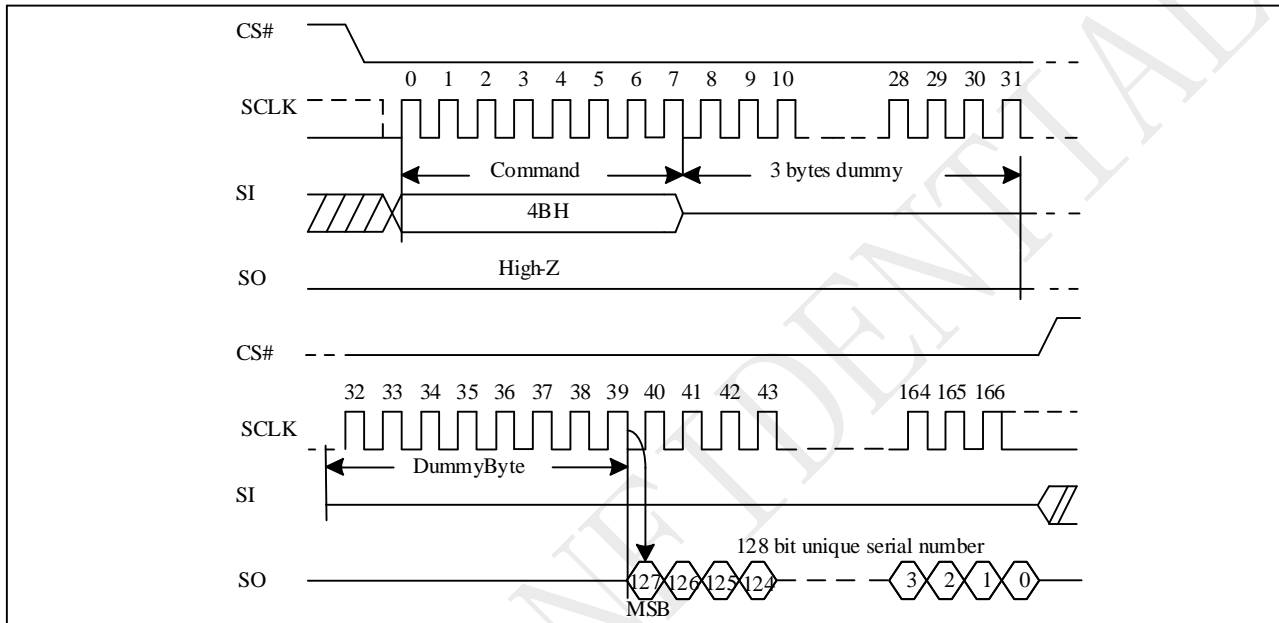 CS#
0 1 2 3 4 5 6 7 8 9 10 28 29 30 31
SCLK
Command 3 bytes dummy
SI
4BH
High-Z
SO
CS#
32 33 34 35 36 37 38 39 40 41 42 43 164 165 166
SCLK
DummyByte
SI
128 bit unique serial number
SO
127 126 125 124 3 2 1 0
MSB
NFIDENTIAL